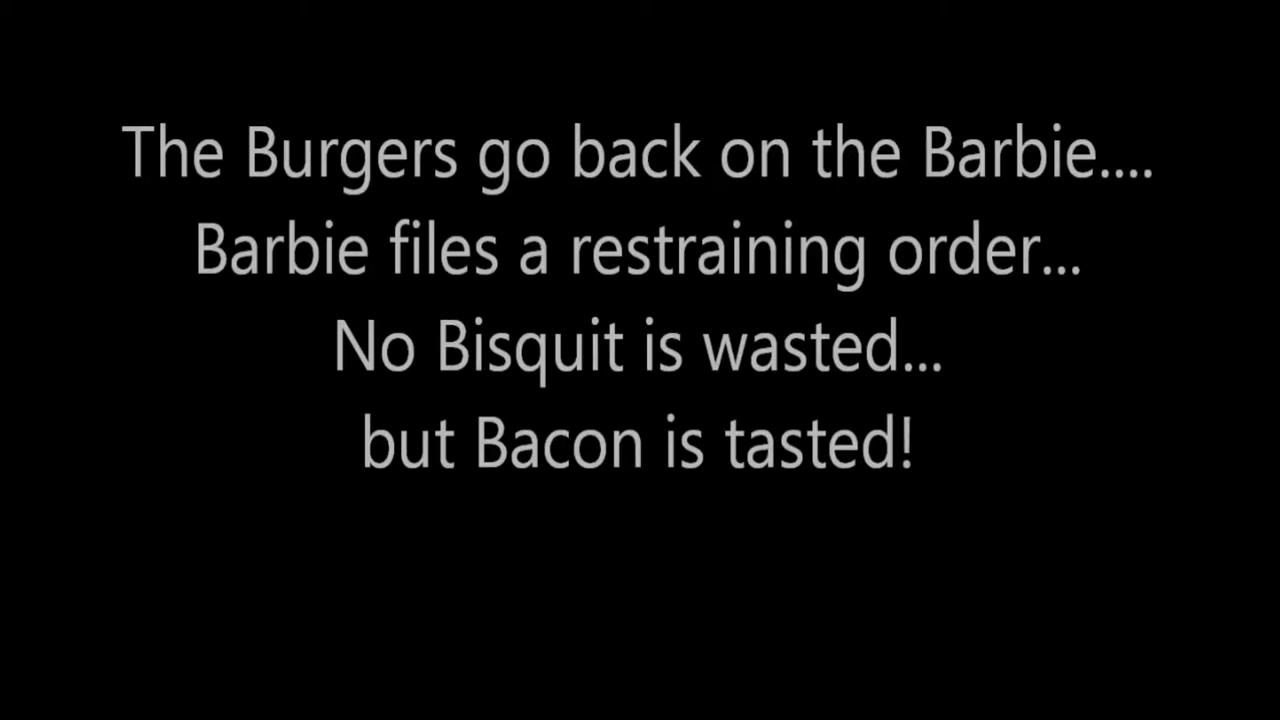 The Burgers go back on the Barbie....
Barbie files a restraining order...
No Bisquit is wasted...
but Bacon is tasted!